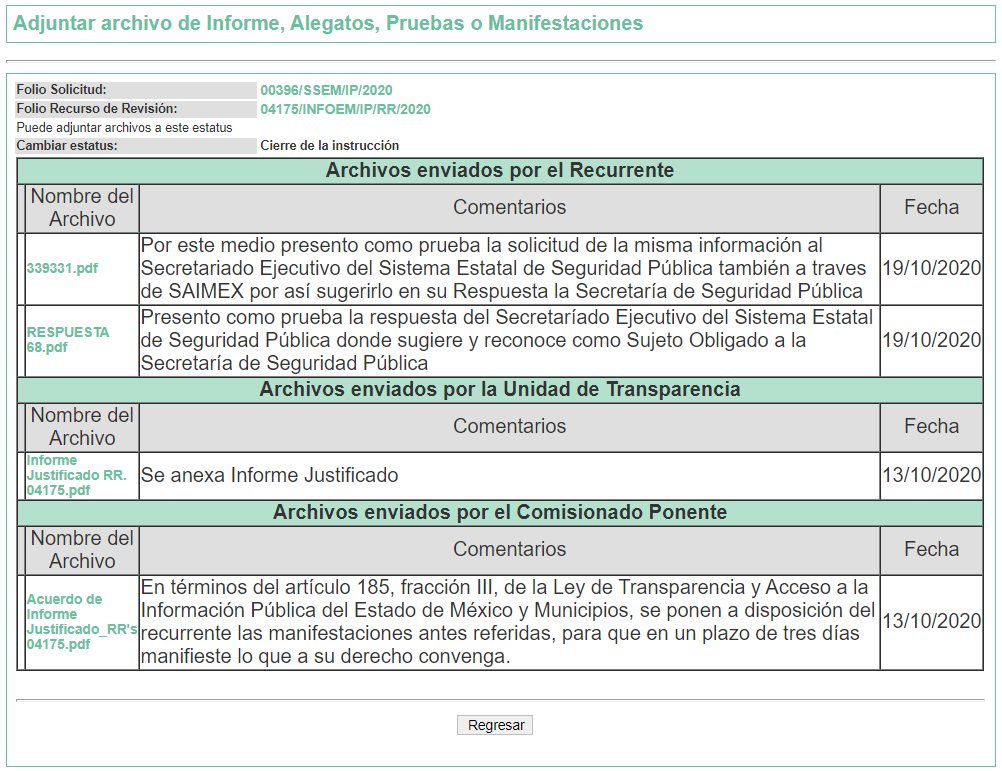 Adjuntar archivo de Informe, Alegatos, Pruebas o Manifestaciones
Folio Solicitud: 00396/SSEM/IP/2020
Folio Recurso de Revisión: 04175/INFOEM/IP/RR/2020
Puede adjuntar archivos a este estatus
Cambiar estatus: Cierre de la instrucción
Archivos enviados por el Recurrente
Nombre del
Archivo
Comentarios
Fecha
339331.pdf
Por este medio presento como prueba la solicitud de la misma información al
Secretariado Ejecutivo del Sistema Estatal de Seguridad Pública también a traves
de SAIMEX por así sugerirlo en su Respuesta la Secretaría de Seguridad Pública
19/10/2020
RESPUESTA
68.pdf
Presento como prueba la respuesta del Secretaríado Ejecutivo del Sistema Estatal
de Seguridad Pública donde sugiere y reconoce como Sujeto Obligado a la
Secretaría de Seguridad Pública
19/10/2020
Archivos enviados por la Unidad de Transparencia
Nombre del
Archivo
Comentarios
Fecha
Informe
Justificado RR.
04175.pdf
Se anexa Informe Justificado
13/10/2020
Archivos enviados por el Comisionado Ponente
Nombre del
Archivo
Comentarios
Fecha
Acuerdo de
Informe
Justificado_RR's
04175.pdf
En términos del artículo 185, fracción III, de la Ley de Transparencia y Acceso a la
Información Pública del Estado de México y Municipios, se ponen a disposición del
recurrente las manifestaciones antes referidas, para que en un plazo de tres días
manifieste lo que a su derecho convenga.
13/10/2020
Regresar